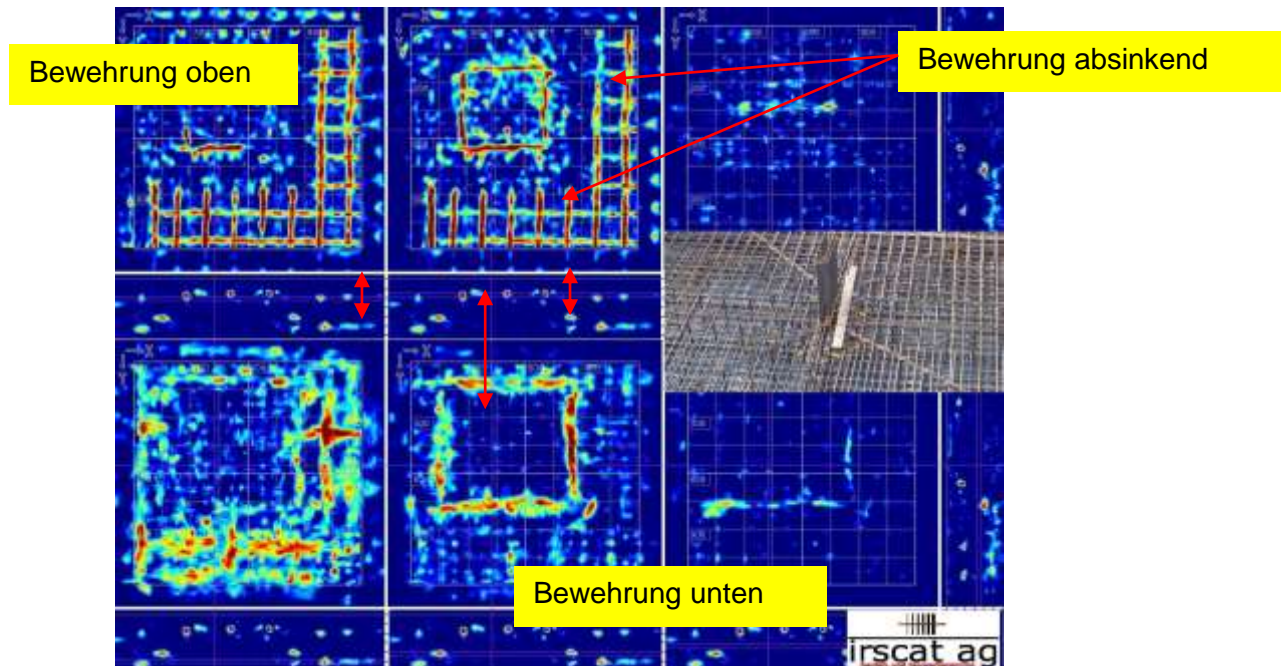 Bewehrung oben
Bewehrung absinkend
Bewehrung unten
irscat ag